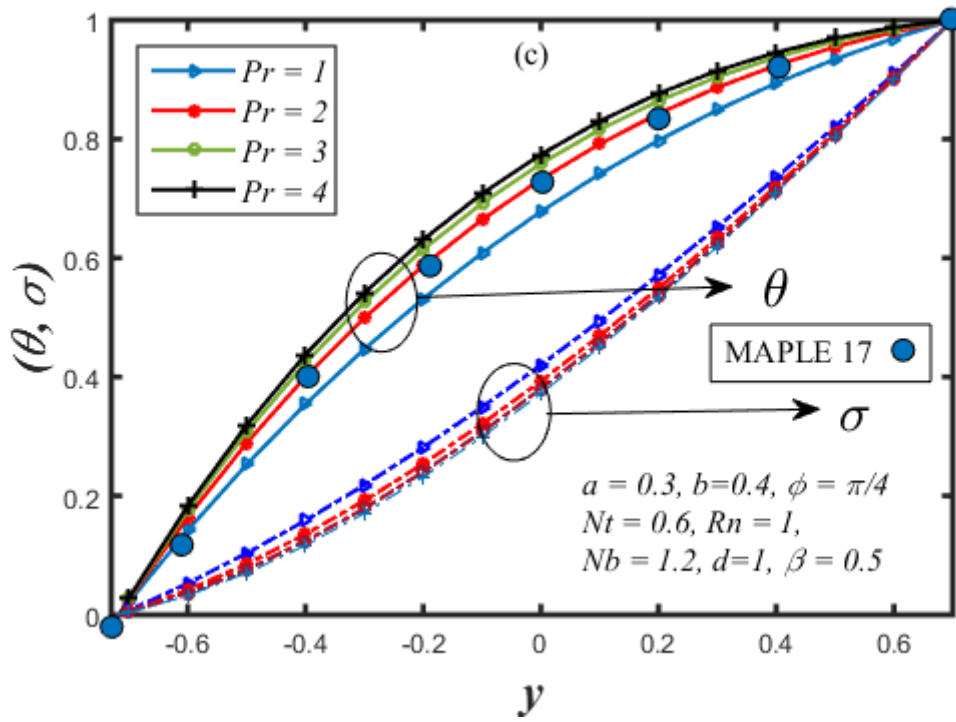 (c)
Pr = 1
Pr = 2
Pr = 3
Pr = 4
1
0.8
0.6
0.4
0.2
0
(θ, σ)
θ
MAPLE 17
σ
a = 0.3, b=0.4, ϕ = π/4
Nt = 0.6, Rn = 1,
Nb = 1.2, d=1, β = 0.5
-0.6 -0.4 -0.2 0 0.2 0.4 0.6
y